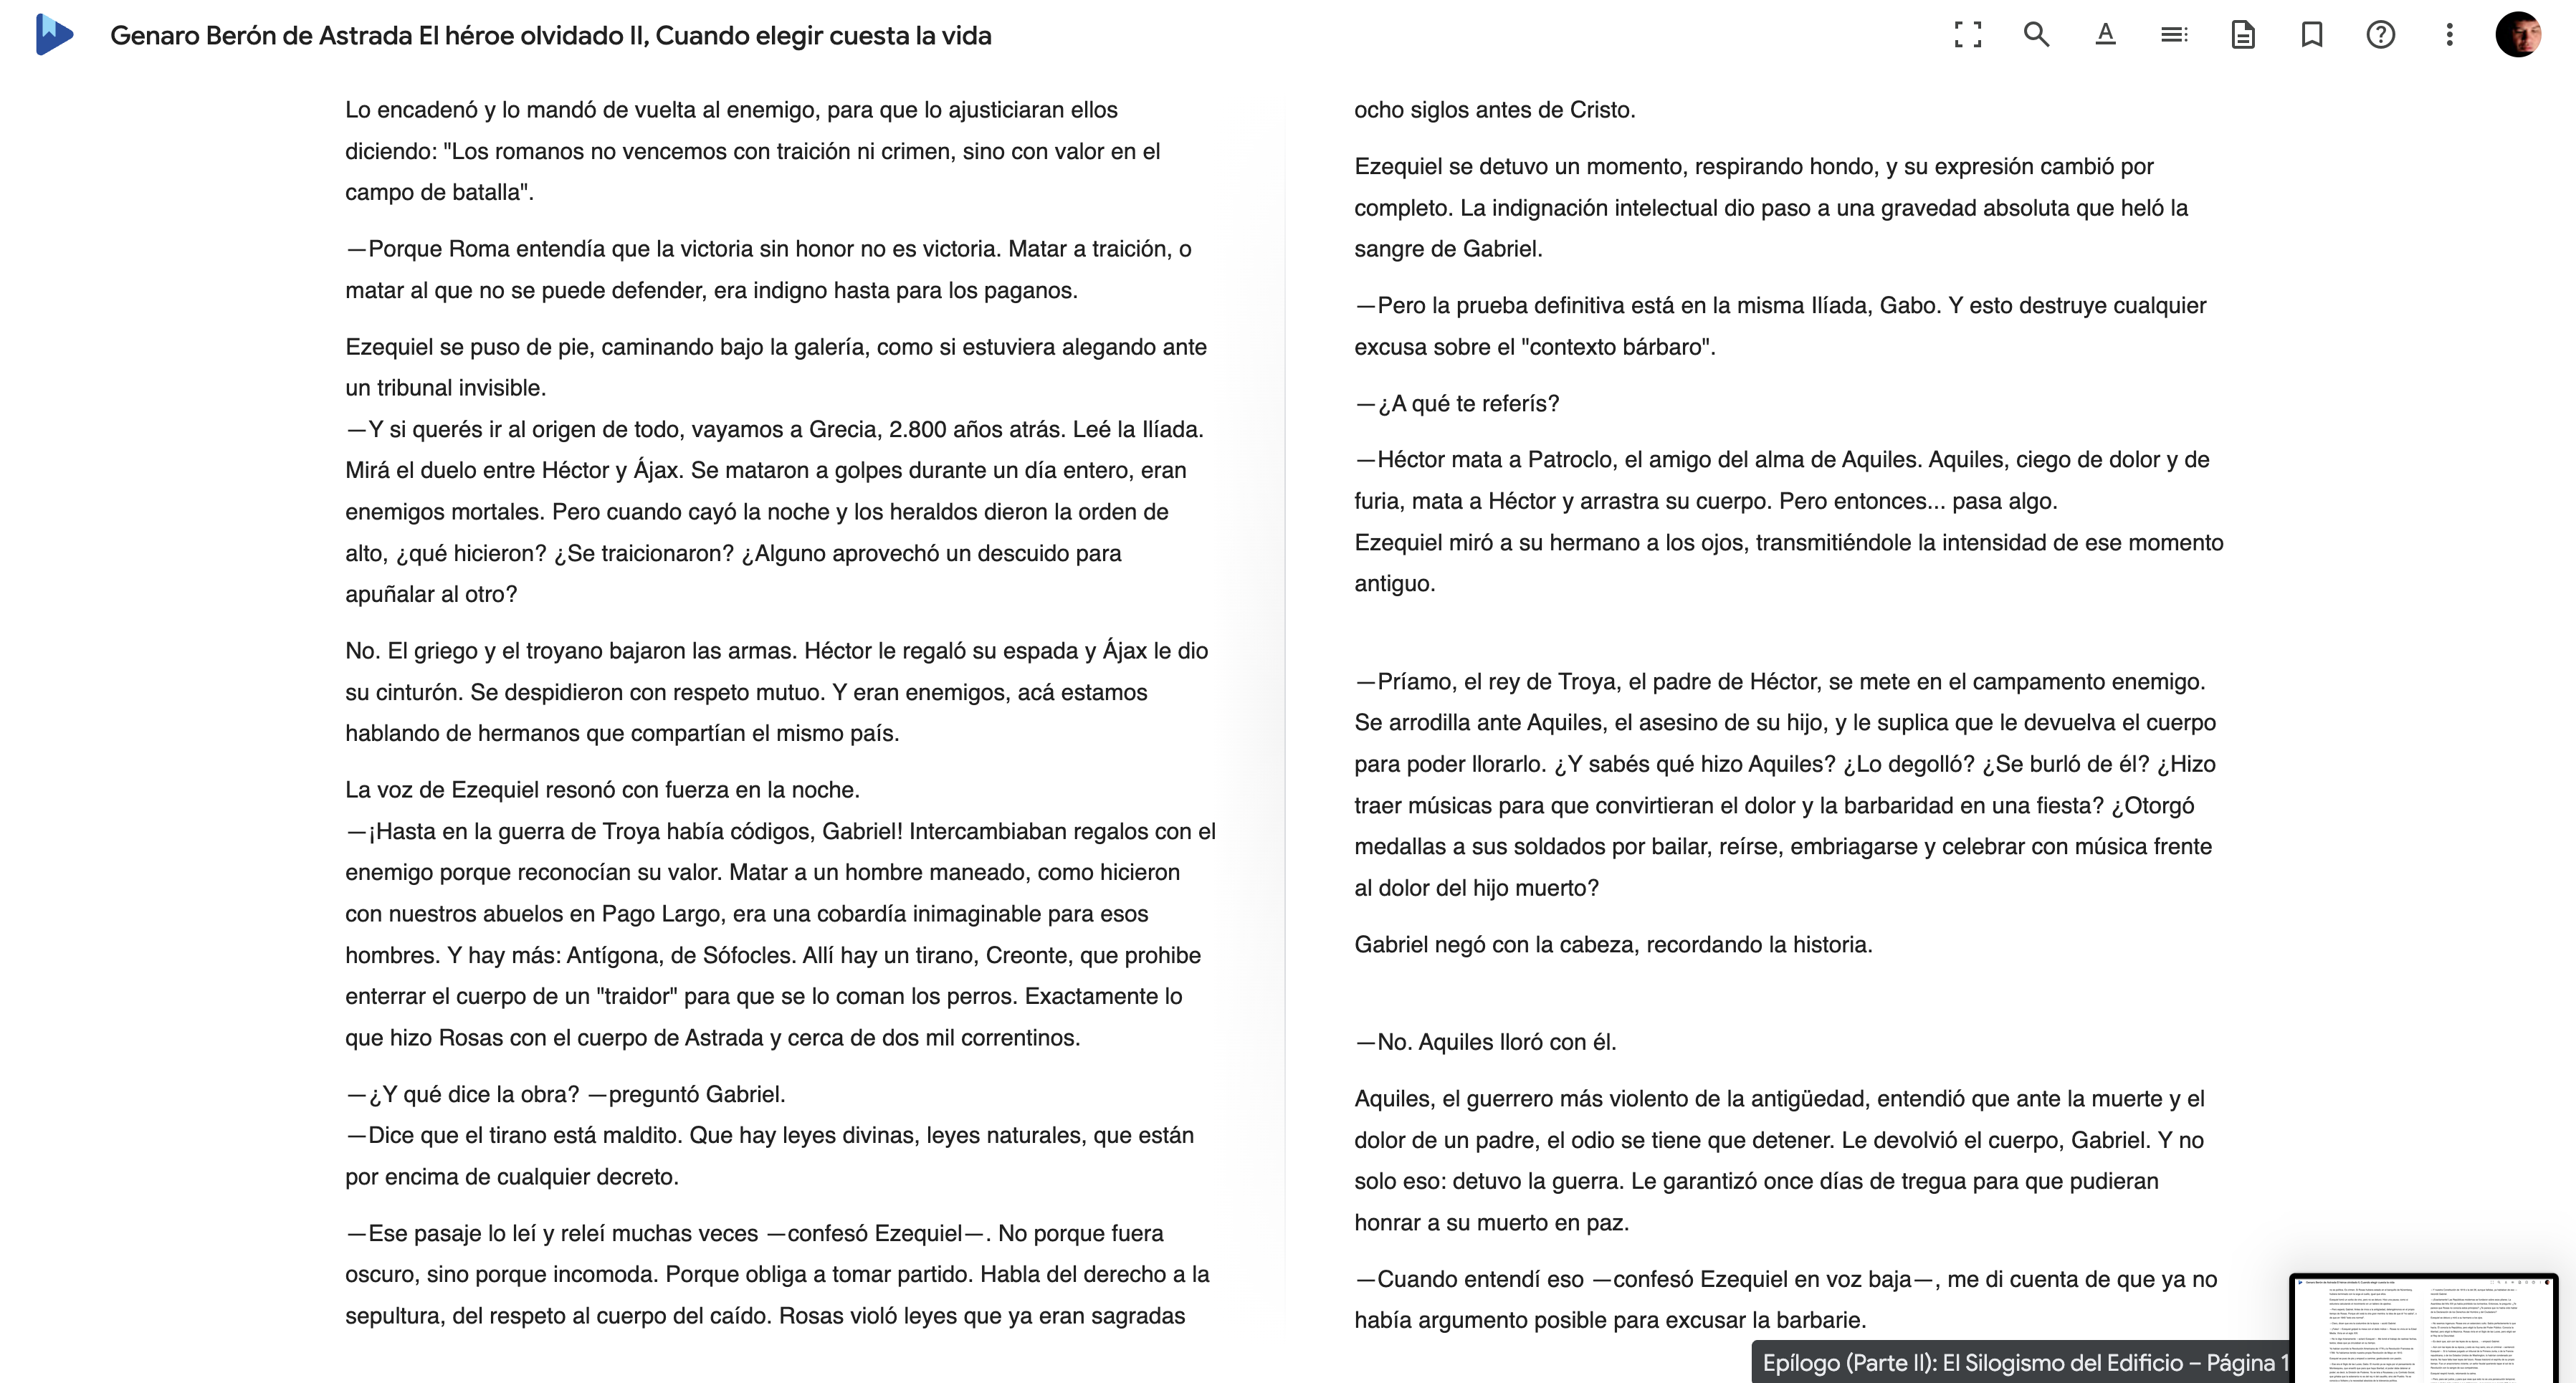 Genaro Berón de Astrada El héroe olvidado II, Cuando elegir cuesta la vida
Lo encadenó y lo mandó de vuelta al enemigo, para que lo ajusticiaran ellos
diciendo: "Los romanos no vencemos con traición ni crimen, sino con valor en el
campo de batalla".
—Porque Roma entendía que la victoria sin honor no es victoria. Matar a traición, o
matar al que no se puede defender, era indigno hasta para los paganos.
Ezequiel se puso de pie, caminando bajo la galería, como si estuviera alegando ante
un tribunal invisible.
—Y si querés ir al origen de todo, vayamos a Grecia, 2.800 años atrás. Leé la Ilíada.
Mirá el duelo entre Héctor y Ájax. Se mataron a golpes durante un día entero, eran
enemigos mortales. Pero cuando cayó la noche y los heraldos dieron la orden de
alto, ¿qué hicieron? ¿Se traicionaron? ¿Alguno aprovechó un descuido para
apuñalar al otro?
No. El griego y el troyano bajaron las armas. Héctor le regaló su espada y Ájax le dio
su cinturón. Se despidieron con respeto mutuo. Y eran enemigos, acá estamos
hablando de hermanos que compartían el mismo país.
La voz de Ezequiel resonó con fuerza en la noche.
—¡Hasta en la guerra de Troya había códigos, Gabriel! Intercambiaban regalos con el
enemigo porque reconocían su valor. Matar a un hombre maneado, como hicieron
con nuestros abuelos en Pago Largo, era una cobardía inimaginable para esos
hombres. Y hay más: Antígona, de Sófocles. Allí hay un tirano, Creonte, que prohibe
enterrar el cuerpo de un "traidor" para que se lo coman los perros. Exactamente lo
que hizo Rosas con el cuerpo de Astrada y cerca de dos mil correntinos.
—¿Y qué dice la obra? —preguntó Gabriel.
—Dice que el tirano está maldito. Que hay leyes divinas, leyes naturales, que están
por encima de cualquier decreto.
—Ese pasaje lo leí y releí muchas veces —confesó Ezequiel—. No porque fuera
oscuro, sino porque incomoda. Porque obliga a tomar partido. Habla del derecho a la
sepultura, del respeto al cuerpo del caído. Rosas violó leyes que ya eran sagradas
ocho siglos antes de Cristo.
Ezequiel se detuvo un momento, respirando hondo, y su expresión cambió por
completo. La indignación intelectual dio paso a una gravedad absoluta que heló la
sangre de Gabriel.
—Pero la prueba definitiva está en la misma Ilíada, Gabo. Y esto destruye cualquier
excusa sobre el "contexto bárbaro".
—¿A qué te referís?
—Héctor mata a Patroclo, el amigo del alma de Aquiles. Aquiles, ciego de dolor y de
furia, mata a Héctor y arrastra su cuerpo. Pero entonces... pasa algo.
Ezequiel miró a su hermano a los ojos, transmitiéndole la intensidad de ese momento
antiguo.
—Príamo, el rey de Troya, el padre de Héctor, se mete en el campamento enemigo.
Se arrodilla ante Aquiles, el asesino de su hijo, y le suplica que le devuelva el cuerpo
para poder llorarlo. ¿Y sabés qué hizo Aquiles? ¿Lo degolló? ¿Se burló de él? ¿Hizo
traer músicas para que convirtieran el dolor y la barbaridad en una fiesta? ¿Otorgó
medallas a sus soldados por bailar, reírse, embriagarse y celebrar con música frente
al dolor del hijo muerto?
Gabriel negó con la cabeza, recordando la historia.
—No. Aquiles lloró con él.
Aquiles, el guerrero más violento de la antigüedad, entendió que ante la muerte y el
dolor de un padre, el odio se tiene que detener. Le devolvió el cuerpo, Gabriel. Y no
solo eso: detuvo la guerra. Le garantizó once días de tregua para que pudieran
honrar a su muerto en paz.
—Cuando entendí eso —confesó Ezequiel en voz baja—, me di cuenta de que ya no
había argumento posible para excusar la barbarie.
Epílogo (Parte II): El Silogismo del Edificio – Página 1